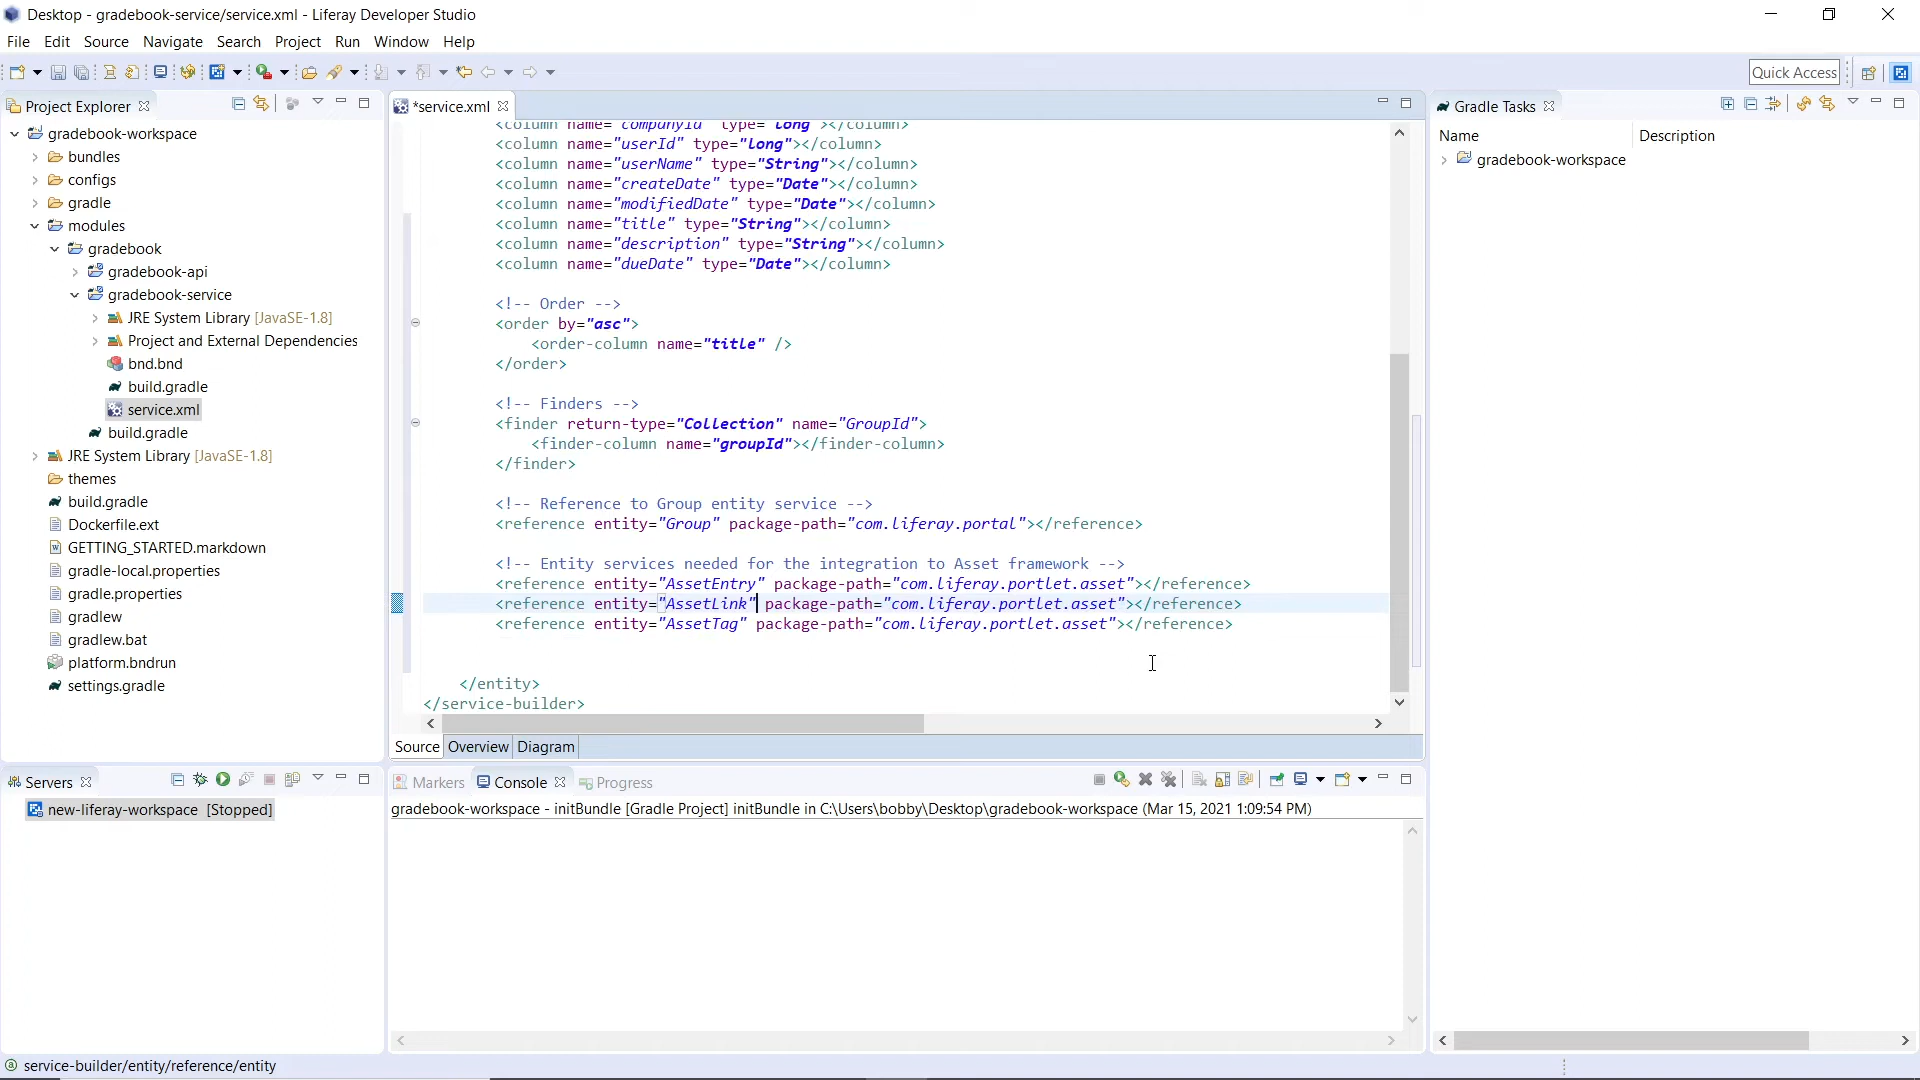 Desktop - gradebook-service/service.xml - Liferay Developer Studio
File Edit Source Navigate Search Project Run Window Help
Quick Access
Project Explorer
gradebook-workspace
bundles
configs
gradle
modules
gradebook
gradebook-api
gradebook-service
JRE System Library [JavaSE-1.8]
Project and External Dependencies
bnd.bnd
build.gradle
service.xml
build.gradle
JRE System Library [JavaSE-1.8]
themes
build.gradle
Dockerfile.ext
GETTING_STARTED.markdown
gradle-local.properties
gradle.properties
gradlew
gradlew.bat
platform.bndrun
settings.gradle
*service.xml
<column name="companyId" type="long"></column>
<column name="userId" type="long"></column>
<column name="userName" type="String"></column>
<column name="createDate" type="Date"></column>
<column name="modifiedDate" type="Date"></column>
<column name="title" type="String"></column>
<column name="description" type="String"></column>
<column name="dueDate" type="Date"></column>
<!-- Order -->
<order by="asc">
<order-column name="title" />
</order>
<!-- Finders -->
<finder return-type="Collection" name="GroupId">
<finder-column name="groupId"></finder-column>
</finder>
<!-- Reference to Group entity service -->
<reference entity="Group" package-path="com.liferay.portal"></reference>
<!-- Entity services needed for the integration to Asset framework -->
<reference entity="AssetEntry" package-path="com.liferay.portlet.asset"></reference>
<reference entity="AssetLink" package-path="com.liferay.portlet.asset"></reference>
<reference entity="AssetTag" package-path="com.liferay.portlet.asset"></reference>
</entity>
</service-builder>
Source Overview Diagram
Gradle Tasks
Name Description
gradebook-workspace
Servers
new-liferay-workspace [Stopped]
Markers Console Progress
gradebook-workspace - initBundle [Gradle Project] initBundle in C:\Users\bobby\Desktop\gradebook-workspace (Mar 15, 2021 1:09:54 PM)
service-builder/entity/reference/entity